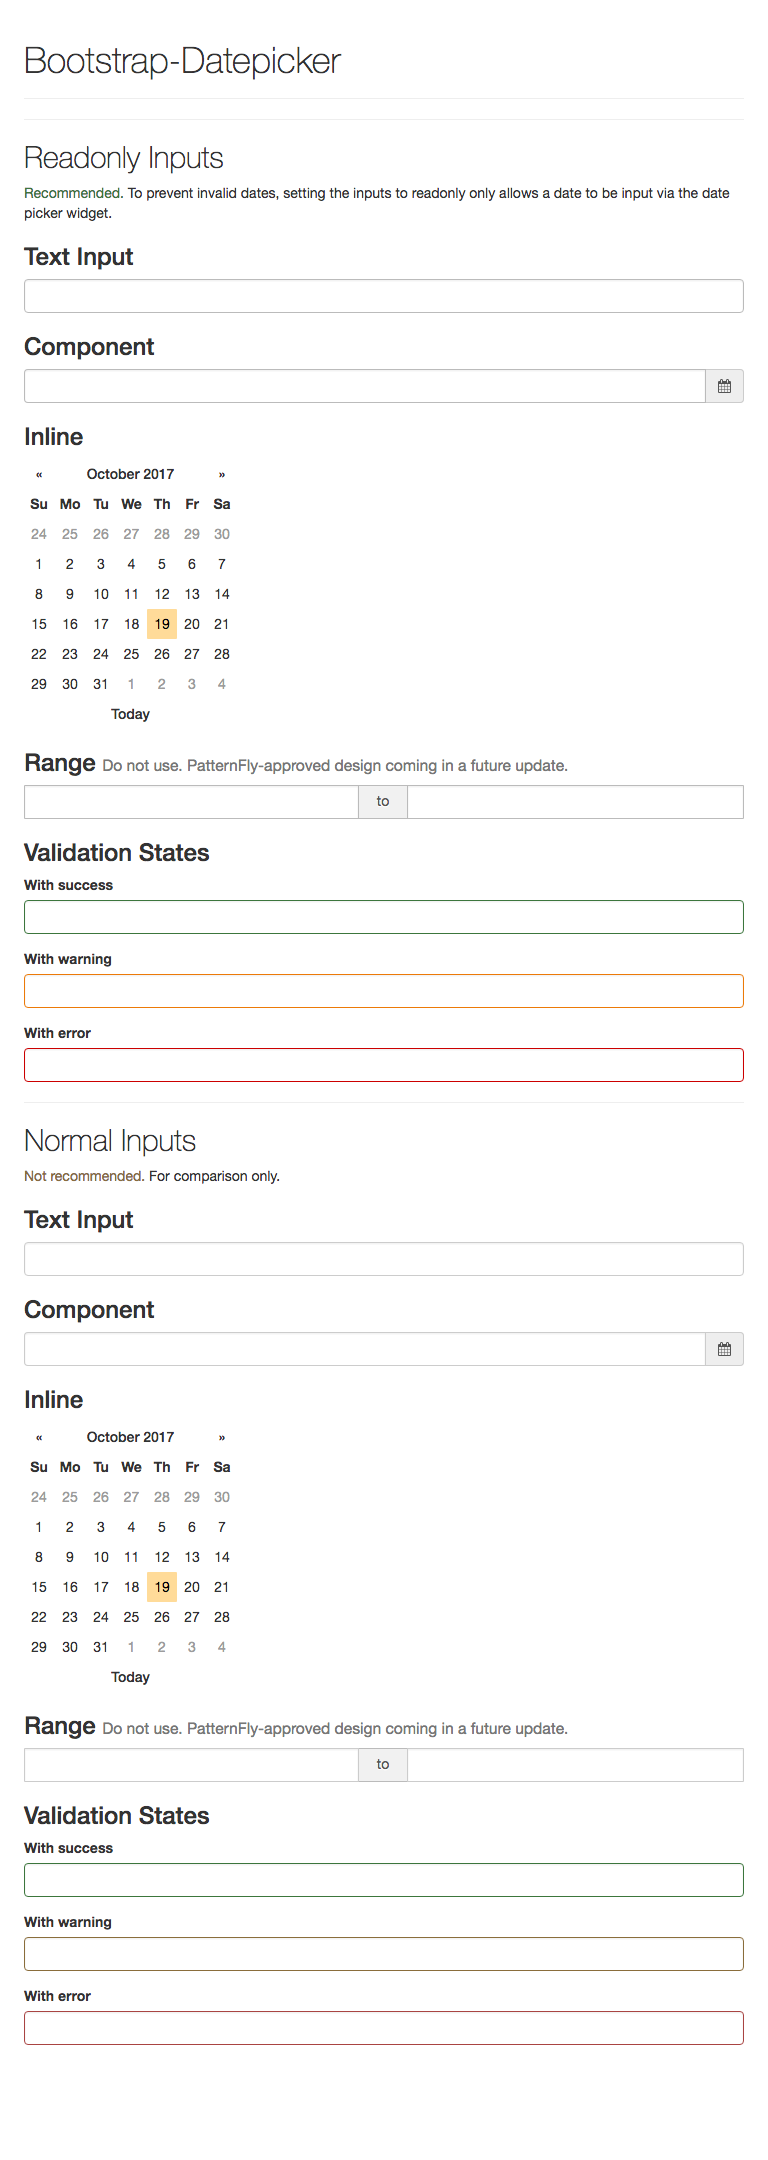 Bootstrap-Datepicker
Readonly Inputs
Recommended. To prevent invalid dates, setting the inputs to readonly only allows a date to be input via the date
picker widget.
Text Input
Component
Inline
« October 2017 »
Su Mo Tu We Th Fr Sa
24 25 26 27 28 29 30
1 2 3 4 5 6 7
8 9 10 11 12 13 14
15 16 17 18 19 20 21
22 23 24 25 26 27 28
29 30 31 1 2 3 4
Today
Range Do not use. PatternFly-approved design coming in a future update.
to
Validation States
With success
With warning
With error
Normal Inputs
Not recommended. For comparison only.
Text Input
Component
Inline
« October 2017 »
Su Mo Tu We Th Fr Sa
24 25 26 27 28 29 30
1 2 3 4 5 6 7
8 9 10 11 12 13 14
15 16 17 18 19 20 21
22 23 24 25 26 27 28
29 30 31 1 2 3 4
Today
Range Do not use. PatternFly-approved design coming in a future update.
to
Validation States
With success
With warning
With error